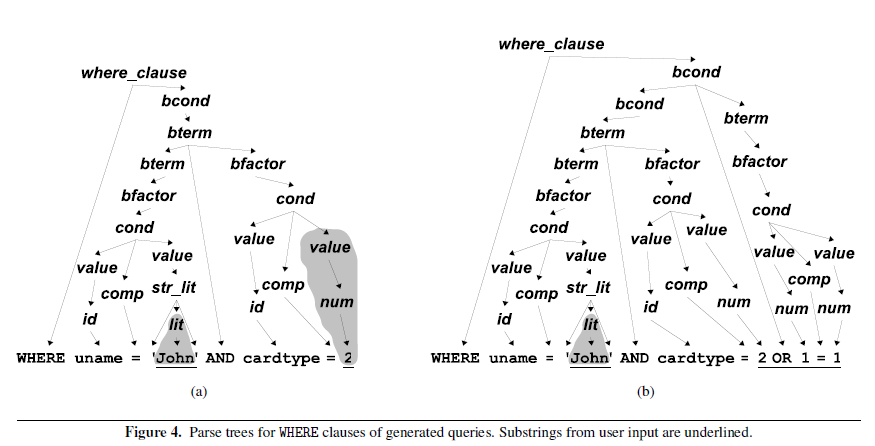 where_clause
bcond
bterm
bterm bfactor
bfactor
cond
cond
value
value
value
value
comp
str_lit
comp
num
id
lit
id
WHERE uname = 'John' AND cardtype = 2
(a)
where_clause
bcond
bcond
bterm
bterm
bterm bfactor
bfactor
bfactor
cond
cond
cond
value
value
value
value
value
value
comp
str_lit
comp
comp
num
id
lit
id
num num
WHERE uname = 'John' AND cardtype = 2 OR 1 = 1
(b)
Figure 4. Parse trees for WHERE clauses of generated queries. Substrings from user input are underlined.